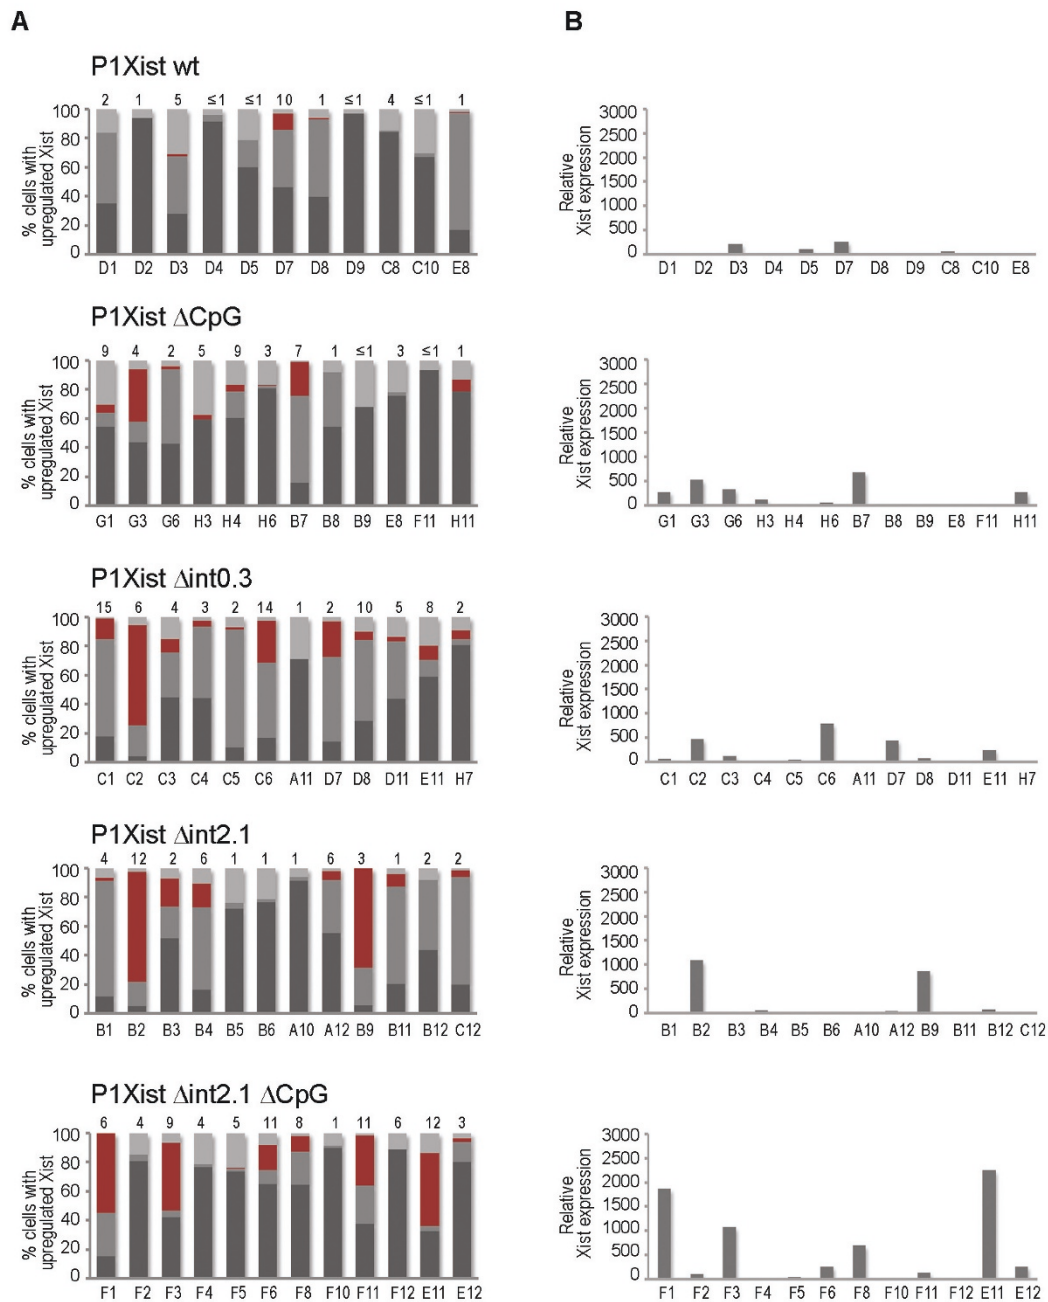 A
B
P1Xist wt
2 1 5 ≤1 ≤1 10 1 ≤1 4 ≤1 1
100
80
60
40
20
0
% clells with
upregulated Xist
D1 D2 D3 D4 D5 D7 D8 D9 C8 C10 E8
3000
2500
2000
1500
1000
500
0
Relative
Xist expression
D1 D2 D3 D4 D5 D7 D8 D9 C8 C10 E8
P1Xist ΔCpG
9 4 2 5 9 3 7 1 ≤1 3 ≤1 1
100
80
60
40
20
0
% clells with
upregulated Xist
G1 G3 G6 H3 H4 H6 B7 B8 B9 E8 F11 H11
3000
2500
2000
1500
1000
500
0
Relative
Xist expression
G1 G3 G6 H3 H4 H6 B7 B8 B9 E8 F11 H11
P1Xist Δint0.3
15 6 4 3 2 14 1 2 10 5 8 2
100
80
60
40
20
0
% clells with
upregulated Xist
C1 C2 C3 C4 C5 C6 A11 D7 D8 D11 E11 H7
3000
2500
2000
1500
1000
500
0
Relative
Xist expression
C1 C2 C3 C4 C5 C6 A11 D7 D8 D11 E11 H7
P1Xist Δint2.1
4 12 2 6 1 1 1 6 3 1 2 2
100
80
60
40
20
0
% clells with
upregulated Xist
B1 B2 B3 B4 B5 B6 A10 A12 B9 B11 B12 C12
3000
2500
2000
1500
1000
500
0
Relative
Xist expression
B1 B2 B3 B4 B5 B6 A10 A12 B9 B11 B12 C12
P1Xist Δint2.1 ΔCpG
6 4 9 4 5 11 8 1 11 6 12 3
100
80
60
40
20
0
% clells with
upregulated Xist
F1 F2 F3 F4 F5 F6 F8 F10 F11 F12 E11 E12
3000
2500
2000
1500
1000
500
0
Relative
Xist expression
F1 F2 F3 F4 F5 F6 F8 F10 F11 F12 E11 E12